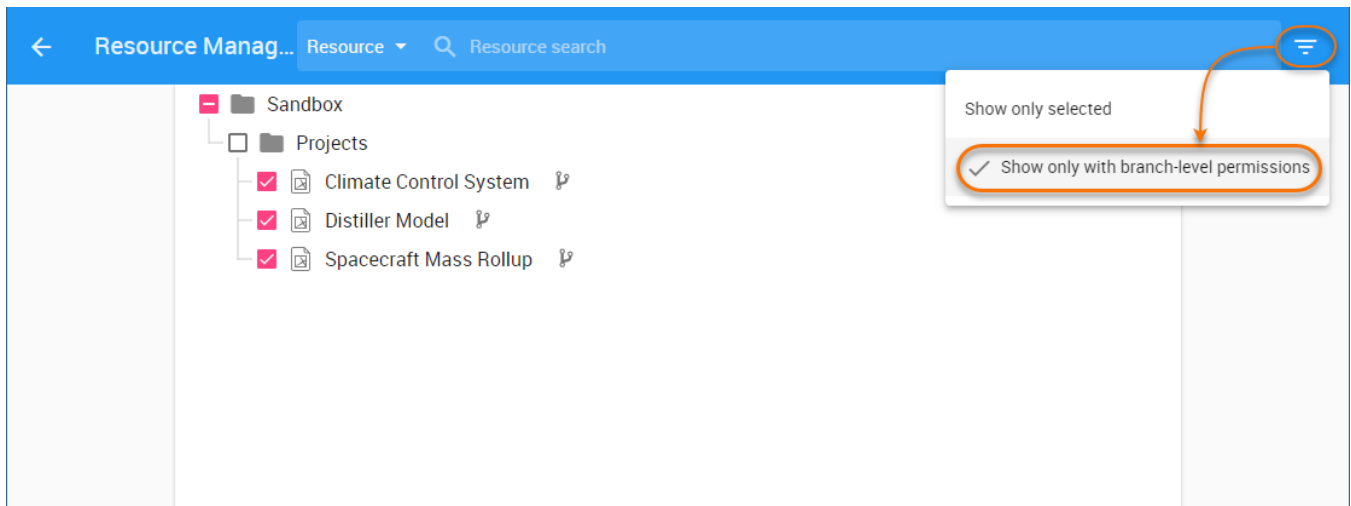 Resource Manag... Resource Resource search
Show only selected
Show only with branch-level permissions
Sandbox
Projects
Climate Control System
Distiller Model
Spacecraft Mass Rollup